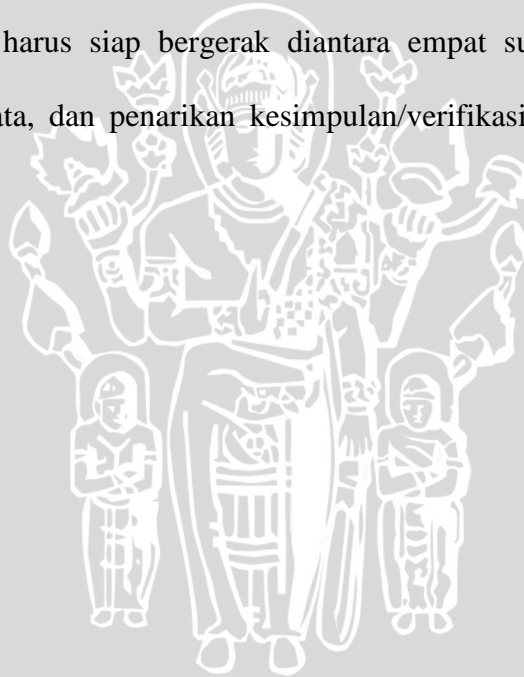 harus siap bergerak diantara empat su
ata, dan penarikan kesimpulan/verifikasi